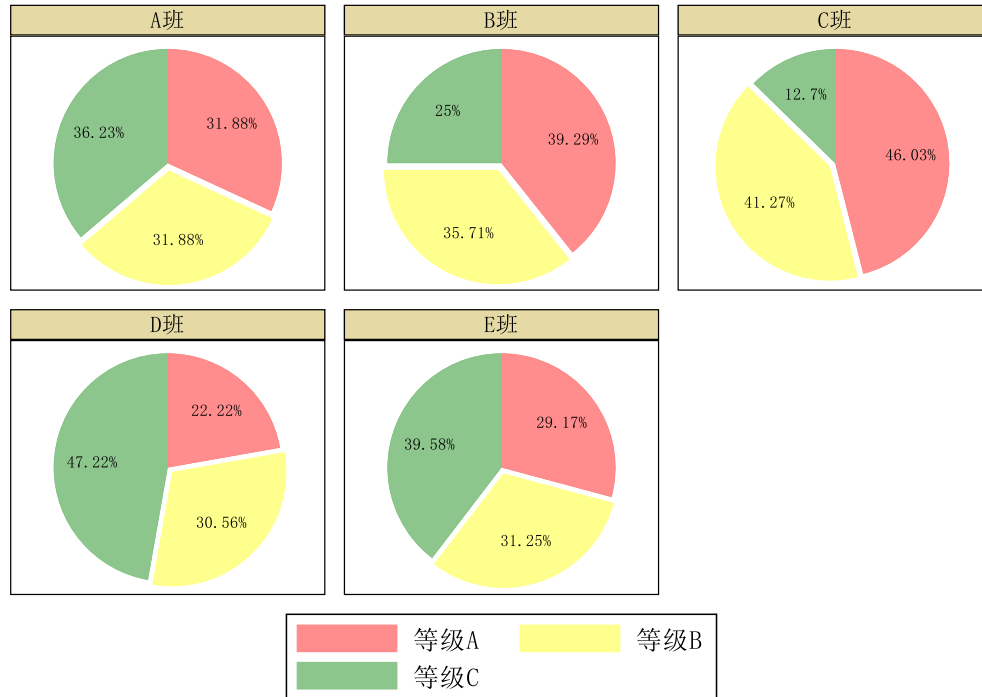 A班
B班
C班
36.23%
31.88%
31.88%
25%
39.29%
35.71%
12.7%
46.03%
41.27%
D班
E班
22.22%
47.22%
30.56%
29.17%
39.58%
31.25%
等级A
等级B
等级C